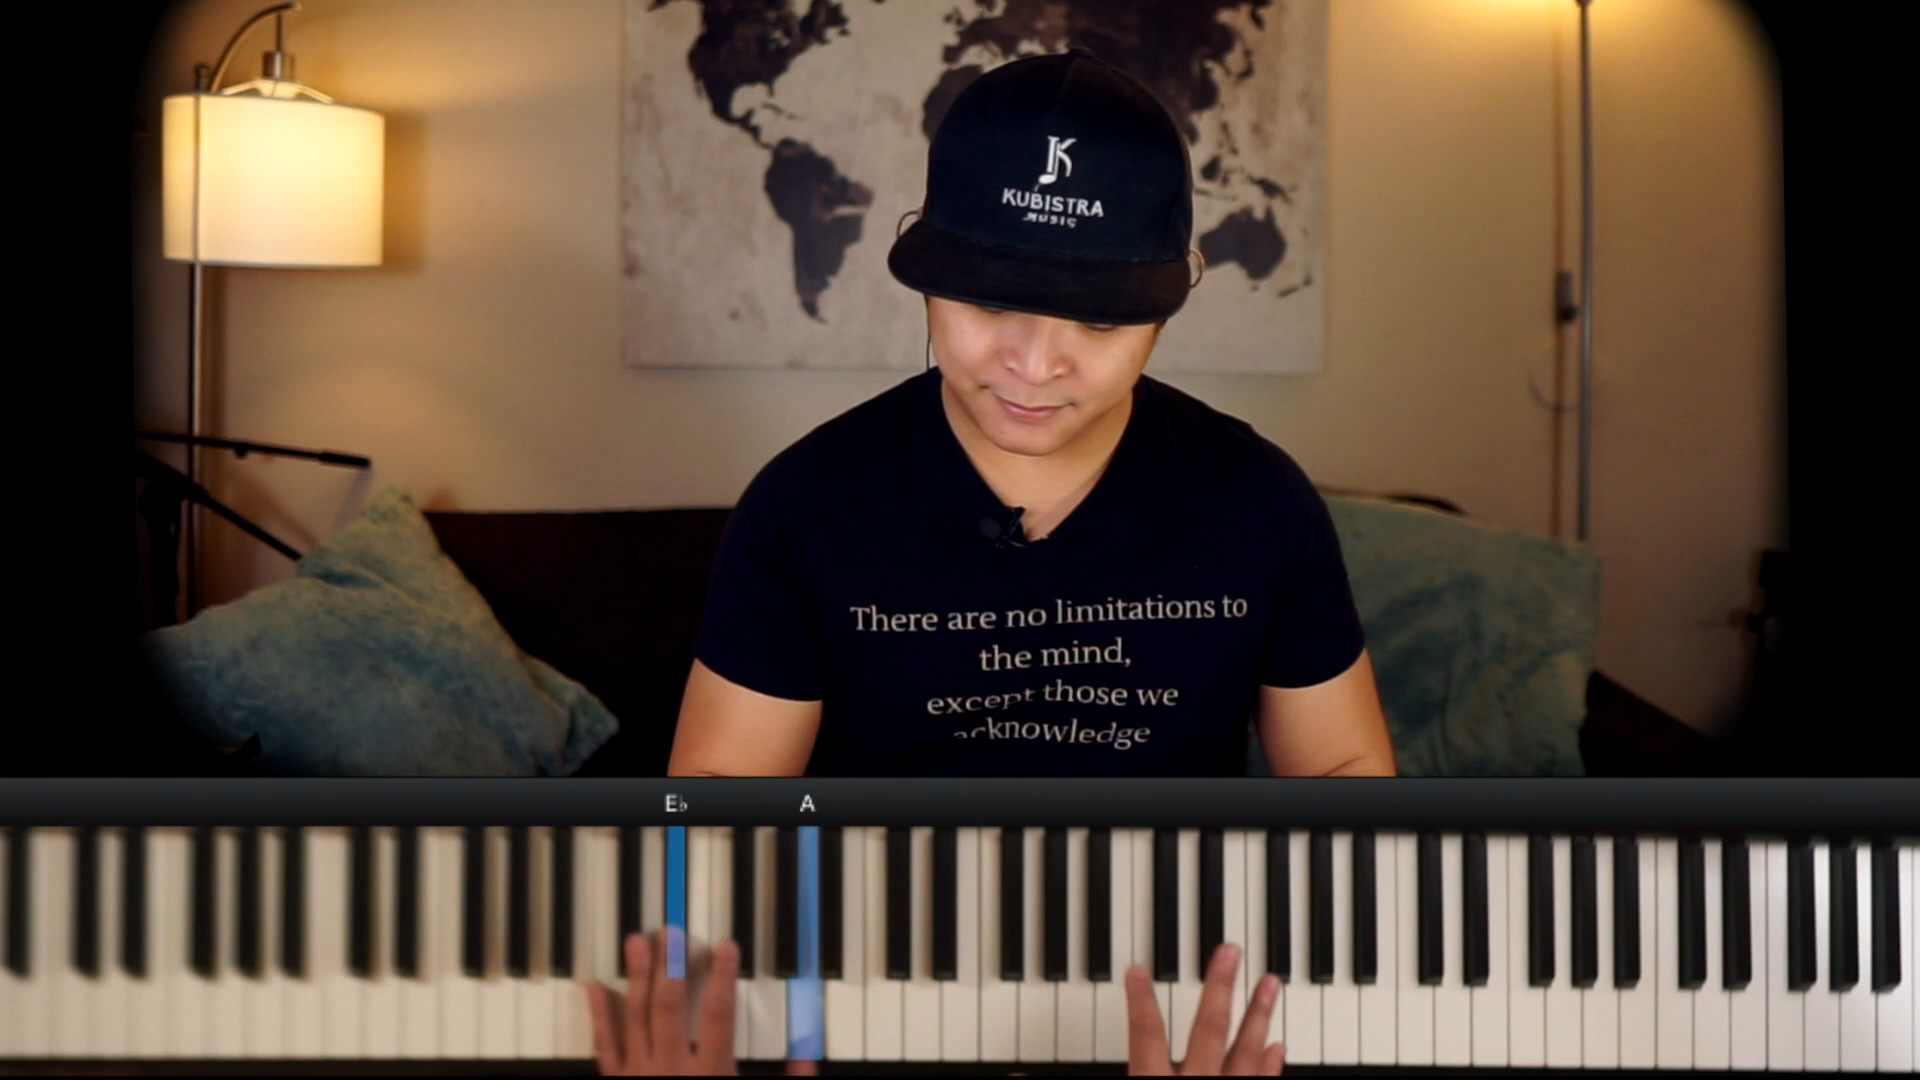 KUBISTRA
MUSIC
There are no limitations to
the mind,
except those we
acknowledge
E♭
A